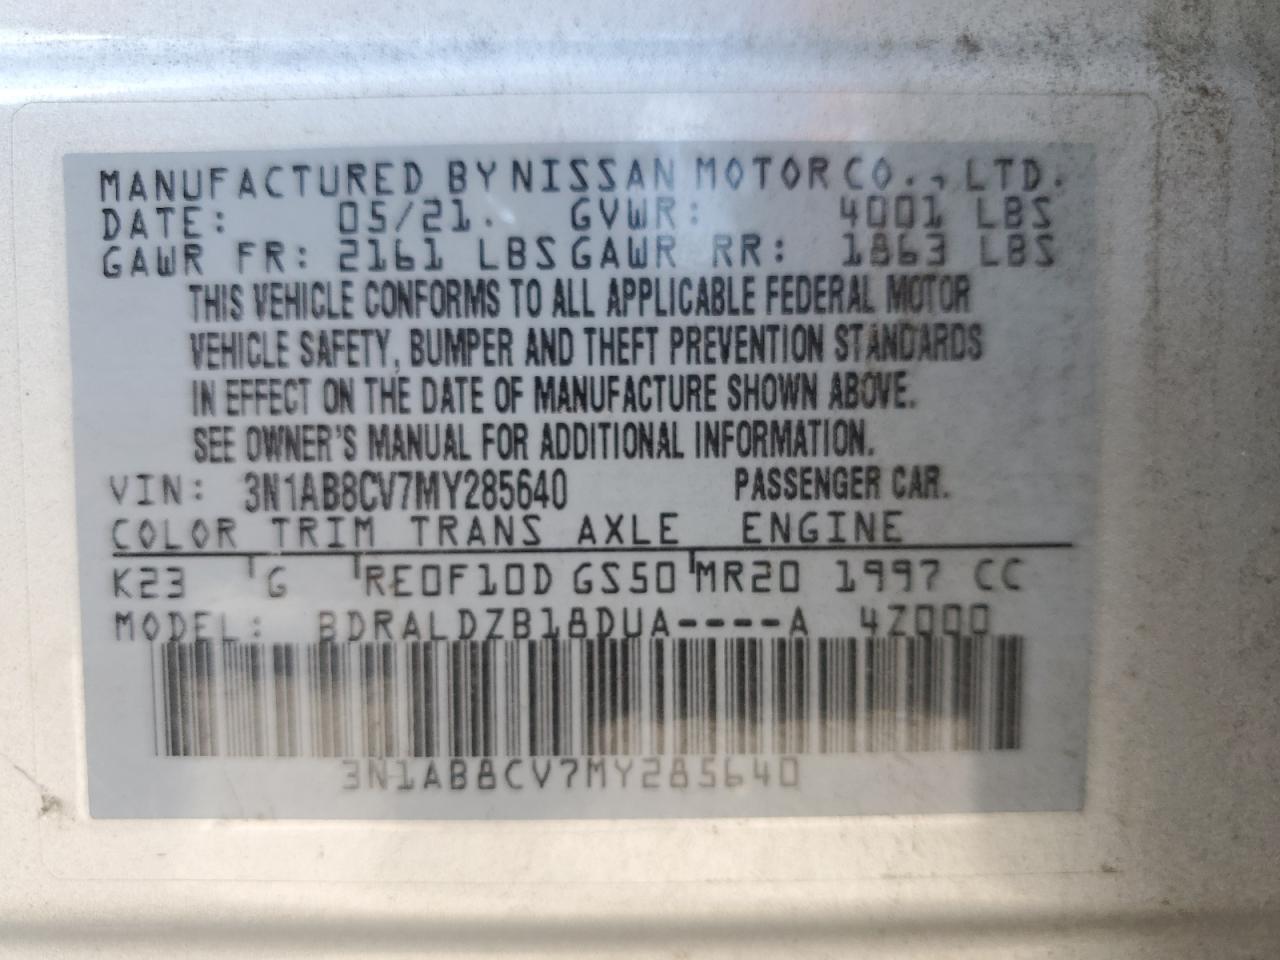 MANUFACTURED BY NISSAN MOTOR CO., LTD.
DATE: 05/21. GVWR: 4001 LBS
GAWR FR: 2161 LBS GAWR RR: 1863 LBS
THIS VEHICLE CONFORMS TO ALL APPLICABLE FEDERAL MOTOR
VEHICLE SAFETY, BUMPER AND THEFT PREVENTION STANDARDS
IN EFFECT ON THE DATE OF MANUFACTURE SHOWN ABOVE.
SEE OWNER'S MANUAL FOR ADDITIONAL INFORMATION.
VIN: 3N1AB8CV7MY285640 PASSENGER CAR.
COLOR TRIM TRANS AXLE ENGINE
K23 G RE0F10D GS50 MR20 1997 CC
MODEL: BDRALDZB18DUA----A 4Z000
3N1AB8CV7MY285640